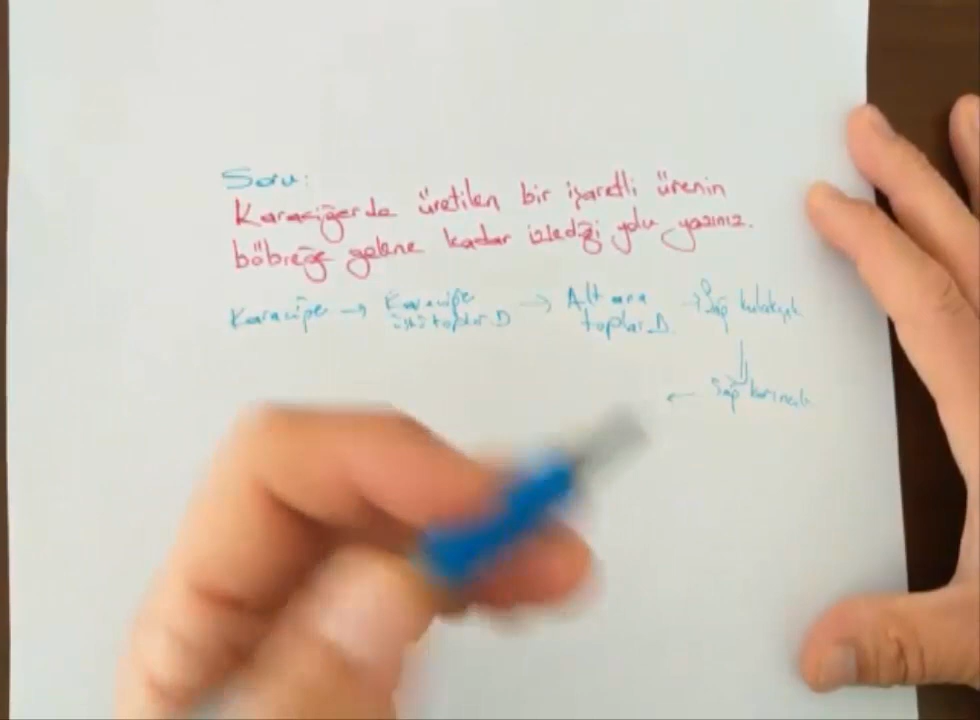 Soru:
Karaciğerde üretilen bir işaretli ürenin
böbreğe gelene kadar izlediği yolu yazınız.
Karaciğer → Karaciğer üstü toplar D → Alt ana toplar D → Sağ kulakçık
← Sağ karıncık